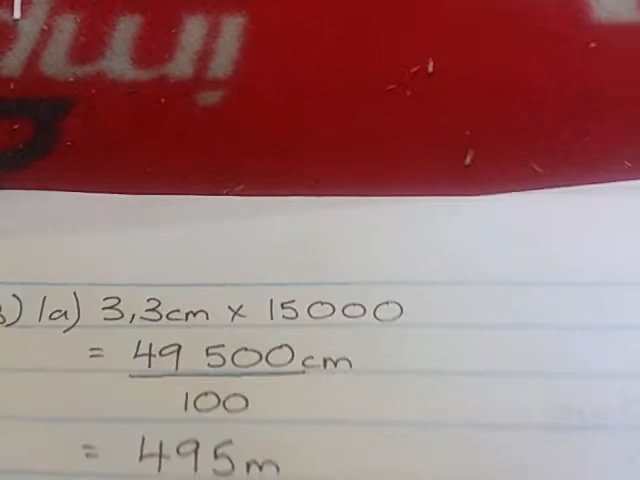 3) 1a) 3,3cm x 15000
= 49 500cm
100
= 495m